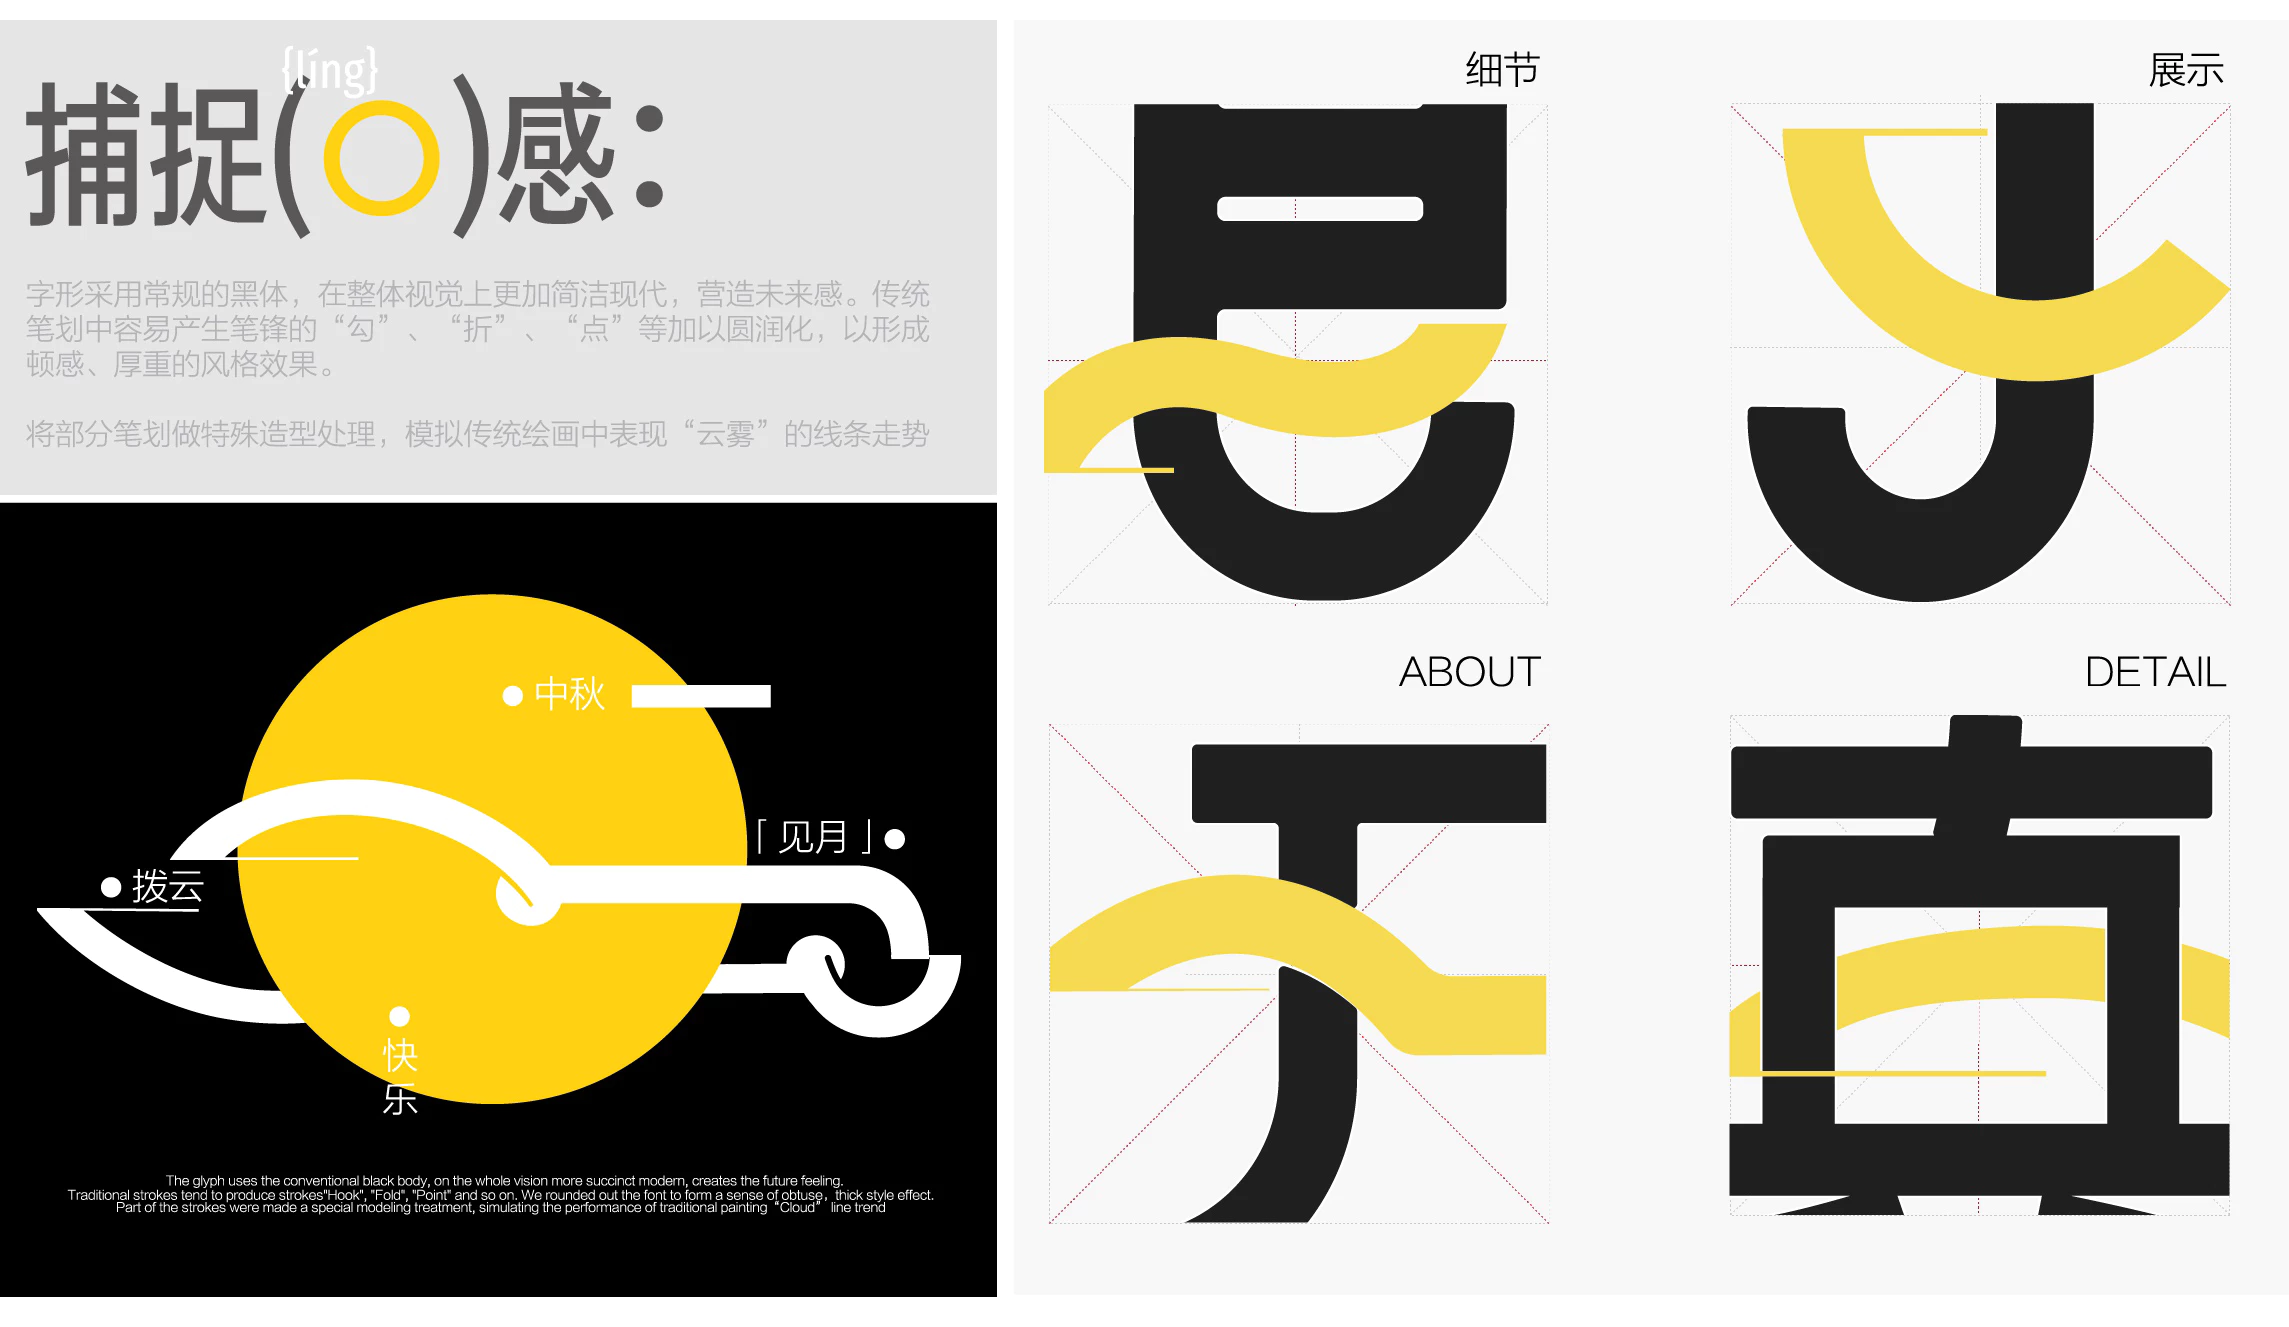 {líng}
捕捉(○)感：
字形采用常规的黑体，在整体视觉上更加简洁现代，营造未来感。传统
笔划中容易产生笔锋的“勾”、“折”、“点”等加以圆润化，以形成
顿感、厚重的风格效果。
将部分笔划做特殊造型处理，模拟传统绘画中表现“云雾”的线条走势
中秋
「见月」
拨云
快
乐
The glyph uses the conventional black body, on the whole vision more succinct modern, creates the future feeling.
Traditional strokes tend to produce strokes"Hook", "Fold", "Point" and so on. We rounded out the font to form a sense of obtuse，thick style effect.
Part of the strokes were made a special modeling treatment, simulating the performance of traditional painting “Cloud” line trend
细节
展示
ABOUT
DETAIL